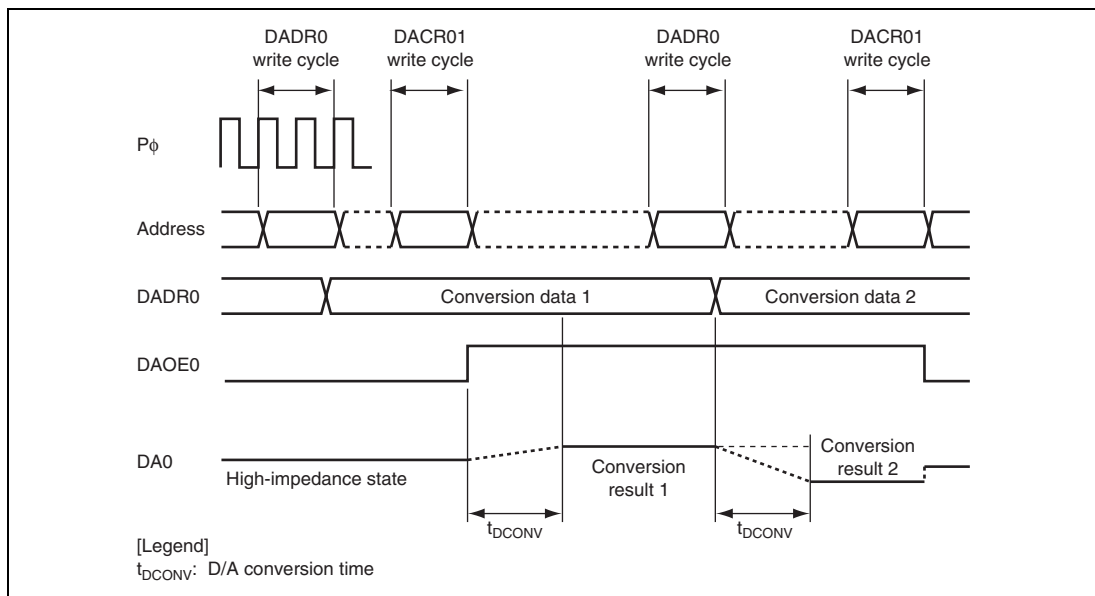 DADR0
write cycle
DACR01
write cycle
DADR0
write cycle
DACR01
write cycle
Pϕ
Address
DADR0
Conversion data 1
Conversion data 2
DAOE0
DA0
High-impedance state
Conversion
result 1
Conversion
result 2
tDCONV
tDCONV
[Legend]
tDCONV: D/A conversion time